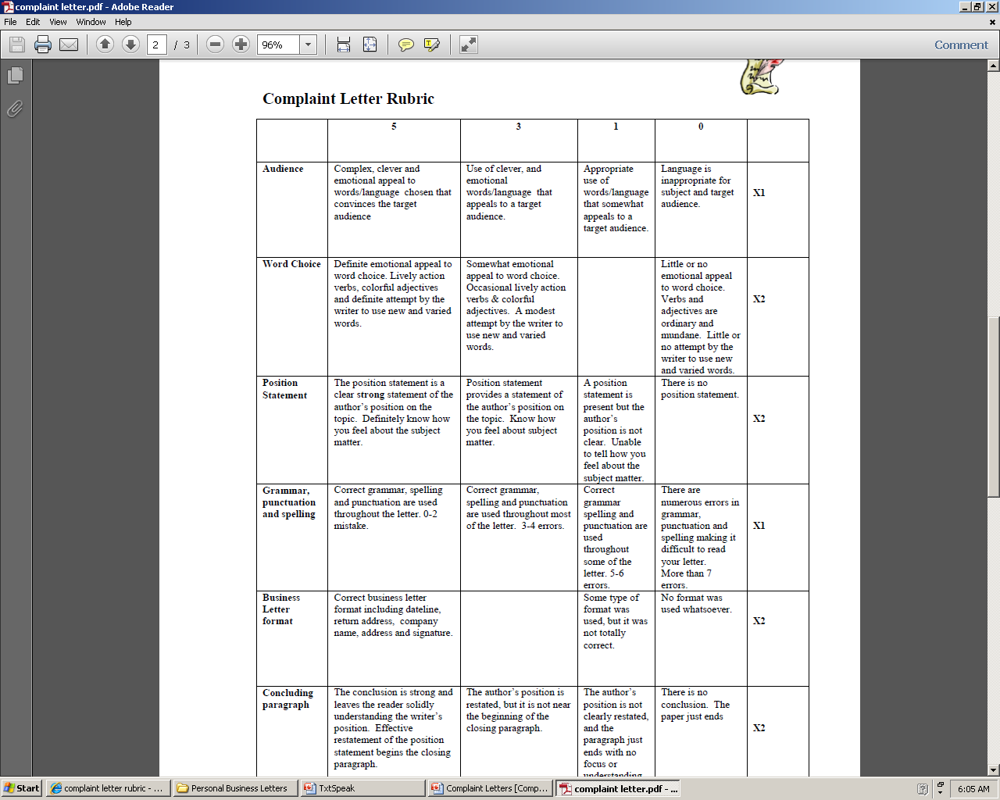 complaint letter.pdf - Adobe Reader
File Edit View Window Help
2 / 3 96% Comment
Complaint Letter Rubric
5 3 1 0
Audience
Complex, clever and
emotional appeal to
words/language chosen that
convinces the target
audience
Use of clever, and
emotional
words/language that
appeals to a target
audience.
Appropriate
use of
words/language
that somewhat
appeals to a
target audience.
Language is
inappropriate for
subject and target
audience.
X1
Word Choice
Definite emotional appeal to
word choice. Lively action
verbs, colorful adjectives
and definite attempt by the
writer to use new and varied
words.
Somewhat emotional
appeal to word choice.
Occasional lively action
verbs & colorful
adjectives. A modest
attempt by the writer to
use new and varied
words.
Little or no
emotional appeal
to word choice.
Verbs and
adjectives are
ordinary and
mundane. Little or
no attempt by the
writer to use new
and varied words.
X2
Position
Statement
The position statement is a
clear strong statement of the
author's position on the
topic. Definitely know how
you feel about the subject
matter.
Position statement
provides a statement of
the author's position on
the topic. Know how
you feel about subject
matter.
A position
statement is
present but the
author's
position is not
clear. Unable
to tell how you
feel about the
subject matter.
There is no
position statement.
X2
Grammar,
punctuation
and spelling
Correct grammar, spelling
and punctuation are used
throughout the letter. 0-2
mistake.
Correct grammar,
spelling and punctuation
are used throughout most
of the letter. 3-4 errors.
Correct
grammar
spelling and
punctuation are
used
throughout
some of the
letter. 5-6
errors.
There are
numerous errors in
grammar,
punctuation and
spelling making it
difficult to read
your letter.
More than 7
errors.
X1
Business
Letter
format
Correct business letter
format including dateline,
return address, company
name, address and signature.
Some type of
format was
used, but it was
not totally
correct.
No format was
used whatsoever.
X2
Concluding
paragraph
The conclusion is strong and
leaves the reader solidly
understanding the writer's
position. Effective
restatement of the position
statement begins the closing
paragraph.
The author's position is
restated, but it is not near
the beginning of the
closing paragraph.
The author's
position is not
clearly restated,
and the
paragraph just
ends with no
focus or
understanding
There is no
conclusion. The
paper just ends
X2
Start complaint letter rubric - ... Personal Business Letters TxtSpeak Complaint Letters [Comp... complaint letter.pdf - ... 6:05 AM